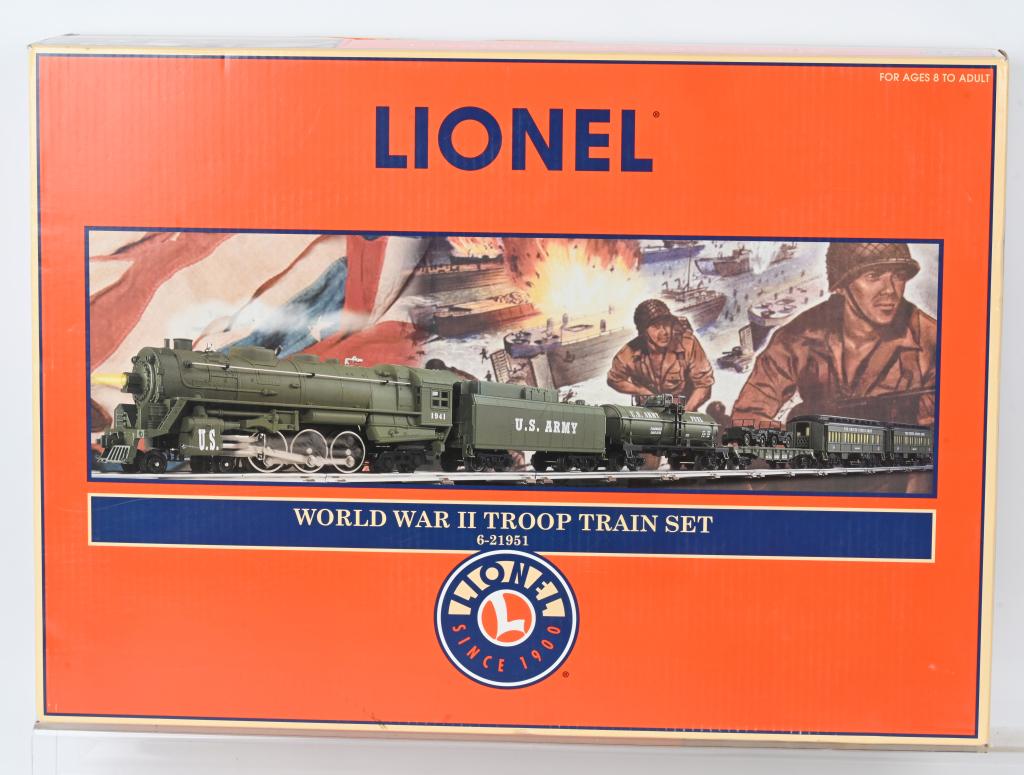 FOR AGES 8 TO ADULT
LIONEL®
1941
U.S.
U.S. ARMY
U.S. ARMY
WORLD WAR II TROOP TRAIN SET
6-21951
LIONEL
L
SINCE 1900
®